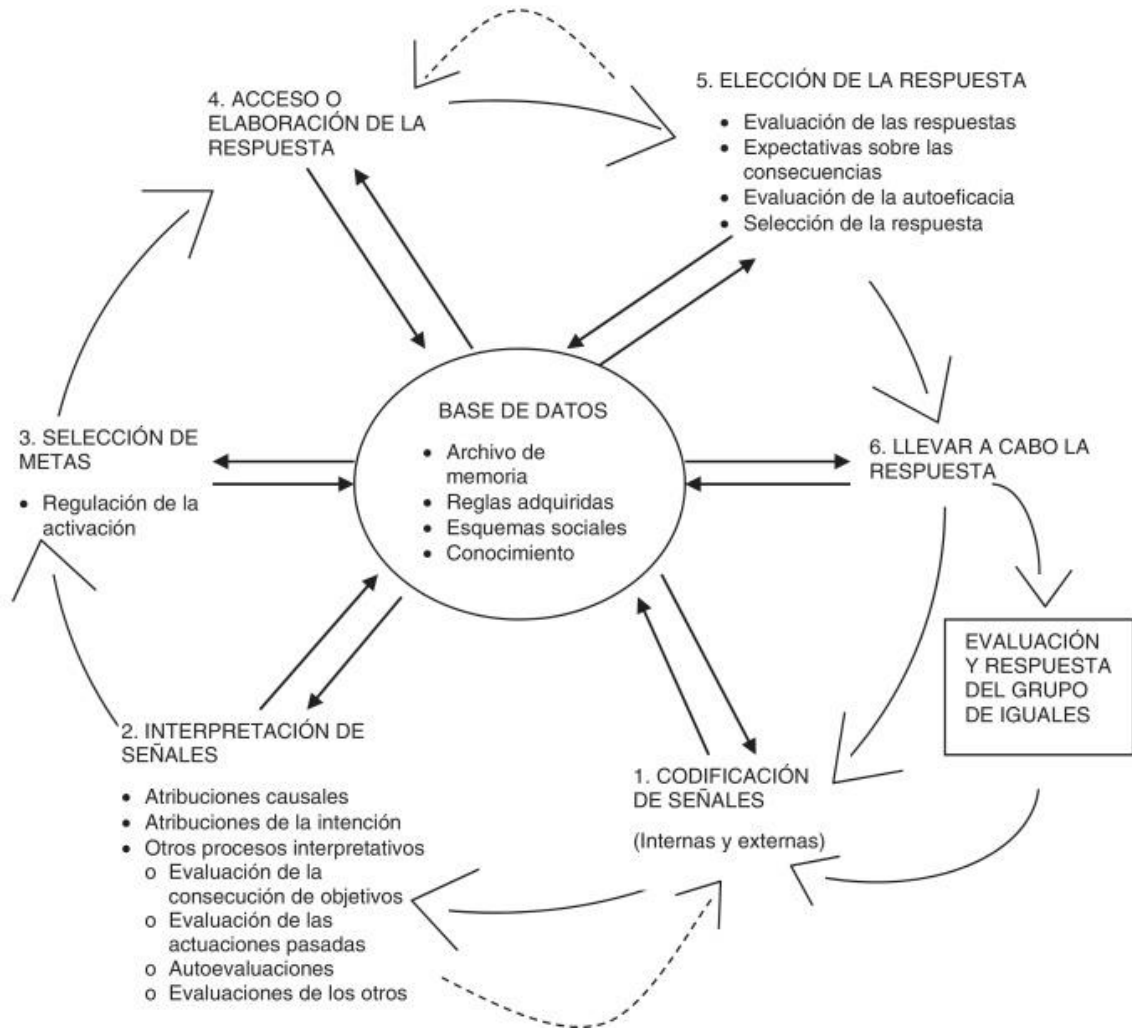 4. ACCESO O
ELABORACIÓN DE LA
RESPUESTA
5. ELECCIÓN DE LA RESPUESTA
• Evaluación de las respuestas
• Expectativas sobre las
consecuencias
• Evaluación de la autoeficacia
• Selección de la respuesta
3. SELECCIÓN DE
METAS
• Regulación de la
activación
BASE DE DATOS
• Archivo de
memoria
• Reglas adquiridas
• Esquemas sociales
• Conocimiento
6. LLEVAR A CABO LA
RESPUESTA
EVALUACIÓN
Y RESPUESTA
DEL GRUPO
DE IGUALES
2. INTERPRETACIÓN DE
SEÑALES
• Atribuciones causales
• Atribuciones de la intención
• Otros procesos interpretativos
o Evaluación de la
consecución de objetivos
o Evaluación de las
actuaciones pasadas
o Autoevaluaciones
o Evaluaciones de los otros
1. CODIFICACIÓN
DE SEÑALES
(Internas y externas)